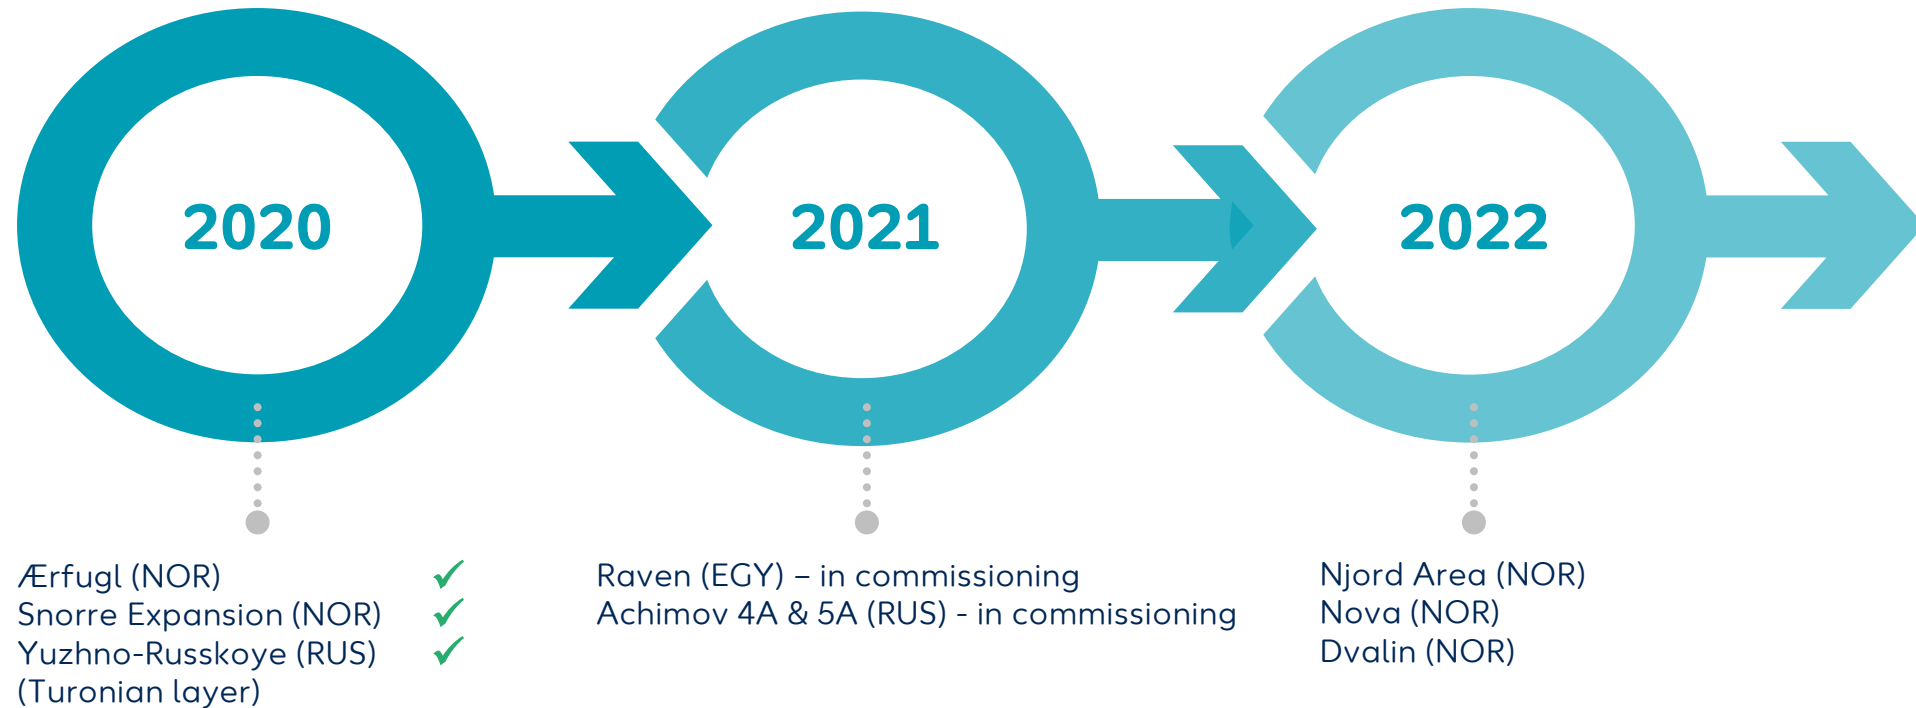 2020
2021
2022
Ærfugl (NOR) ✓
Snorre Expansion (NOR) ✓
Yuzhno-Russkoye (RUS) ✓
(Turonian layer)
Raven (EGY) – in commissioning
Achimov 4A & 5A (RUS) - in commissioning
Njord Area (NOR)
Nova (NOR)
Dvalin (NOR)